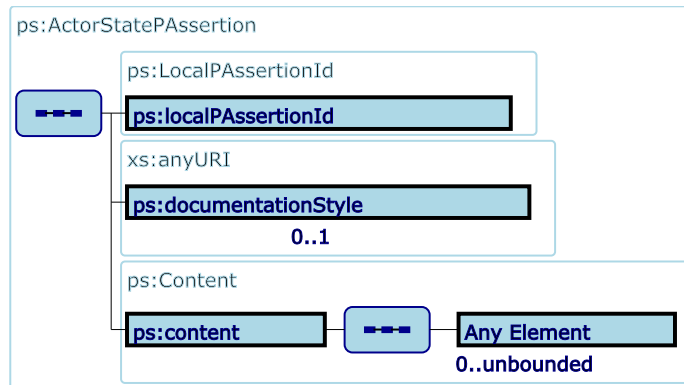 ps:ActorStatePAssertion
ps:LocalPAssertionId
ps:localPAssertionId
xs:anyURI
ps:documentationStyle
0..1
ps:Content
ps:content
Any Element
0..unbounded